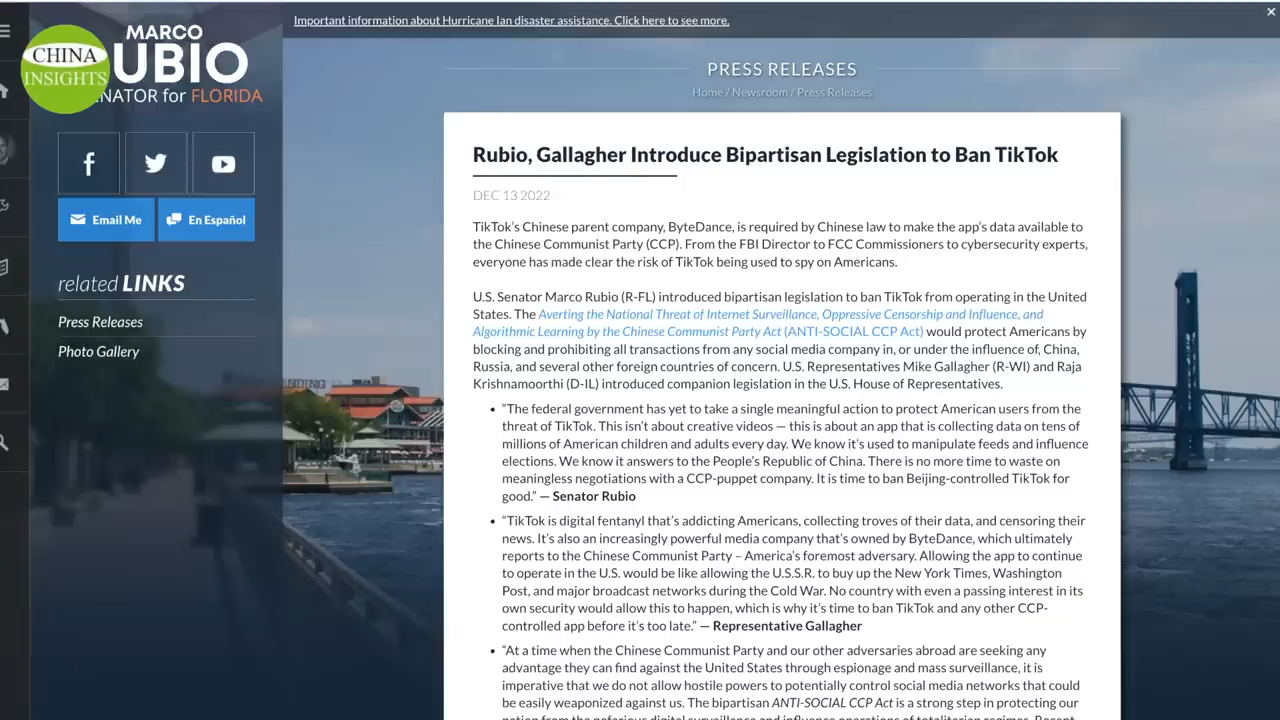 Important information about Hurricane Ian disaster assistance. Click here to see more.
×
MARCO
UBIO
NATOR for FLORIDA
CHINA
INSIGHTS
Email Me
En Español
related LINKS
Press Releases
Photo Gallery
PRESS RELEASES
Home / Newsroom / Press Releases
Rubio, Gallagher Introduce Bipartisan Legislation to Ban TikTok
DEC 13 2022
TikTok’s Chinese parent company, ByteDance, is required by Chinese law to make the app’s data available to
the Chinese Communist Party (CCP). From the FBI Director to FCC Commissioners to cybersecurity experts,
everyone has made clear the risk of TikTok being used to spy on Americans.
U.S. Senator Marco Rubio (R-FL) introduced bipartisan legislation to ban TikTok from operating in the United
States. The Averting the National Threat of Internet Surveillance, Oppressive Censorship and Influence, and
Algorithmic Learning by the Chinese Communist Party Act (ANTI-SOCIAL CCP Act) would protect Americans by
blocking and prohibiting all transactions from any social media company in, or under the influence of, China,
Russia, and several other foreign countries of concern. U.S. Representatives Mike Gallagher (R-WI) and Raja
Krishnamoorthi (D-IL) introduced companion legislation in the U.S. House of Representatives.
• “The federal government has yet to take a single meaningful action to protect American users from the
threat of TikTok. This isn’t about creative videos — this is about an app that is collecting data on tens of
millions of American children and adults every day. We know it’s used to manipulate feeds and influence
elections. We know it answers to the People’s Republic of China. There is no more time to waste on
meaningless negotiations with a CCP-puppet company. It is time to ban Beijing-controlled TikTok for
good.” — Senator Rubio
• “TikTok is digital fentanyl that’s addicting Americans, collecting troves of their data, and censoring their
news. It’s also an increasingly powerful media company that’s owned by ByteDance, which ultimately
reports to the Chinese Communist Party – America’s foremost adversary. Allowing the app to continue
to operate in the U.S. would be like allowing the U.S.S.R. to buy up the New York Times, Washington
Post, and major broadcast networks during the Cold War. No country with even a passing interest in its
own security would allow this to happen, which is why it’s time to ban TikTok and any other CCP-
controlled app before it’s too late.” — Representative Gallagher
• “At a time when the Chinese Communist Party and our other adversaries abroad are seeking any
advantage they can find against the United States through espionage and mass surveillance, it is
imperative that we do not allow hostile powers to potentially control social media networks that could
be easily weaponized against us. The bipartisan ANTI-SOCIAL CCP Act is a strong step in protecting our